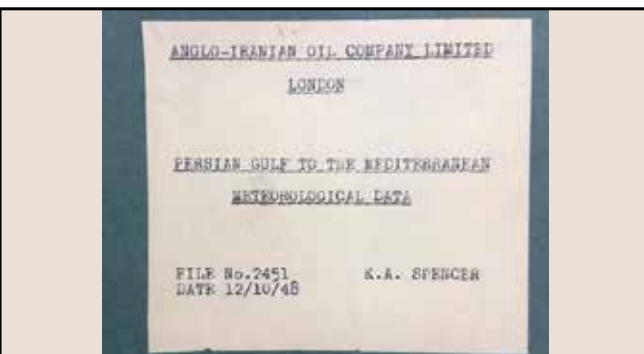 ANGLO-IRANIAN OIL COMPANY LIMITED
LONDON
PERSIAN GULF TO THE MEDITERRANEAN
METEOROLOGICAL DATA
FILE No.2451 K.A. SPENCER
DATE 12/10/48